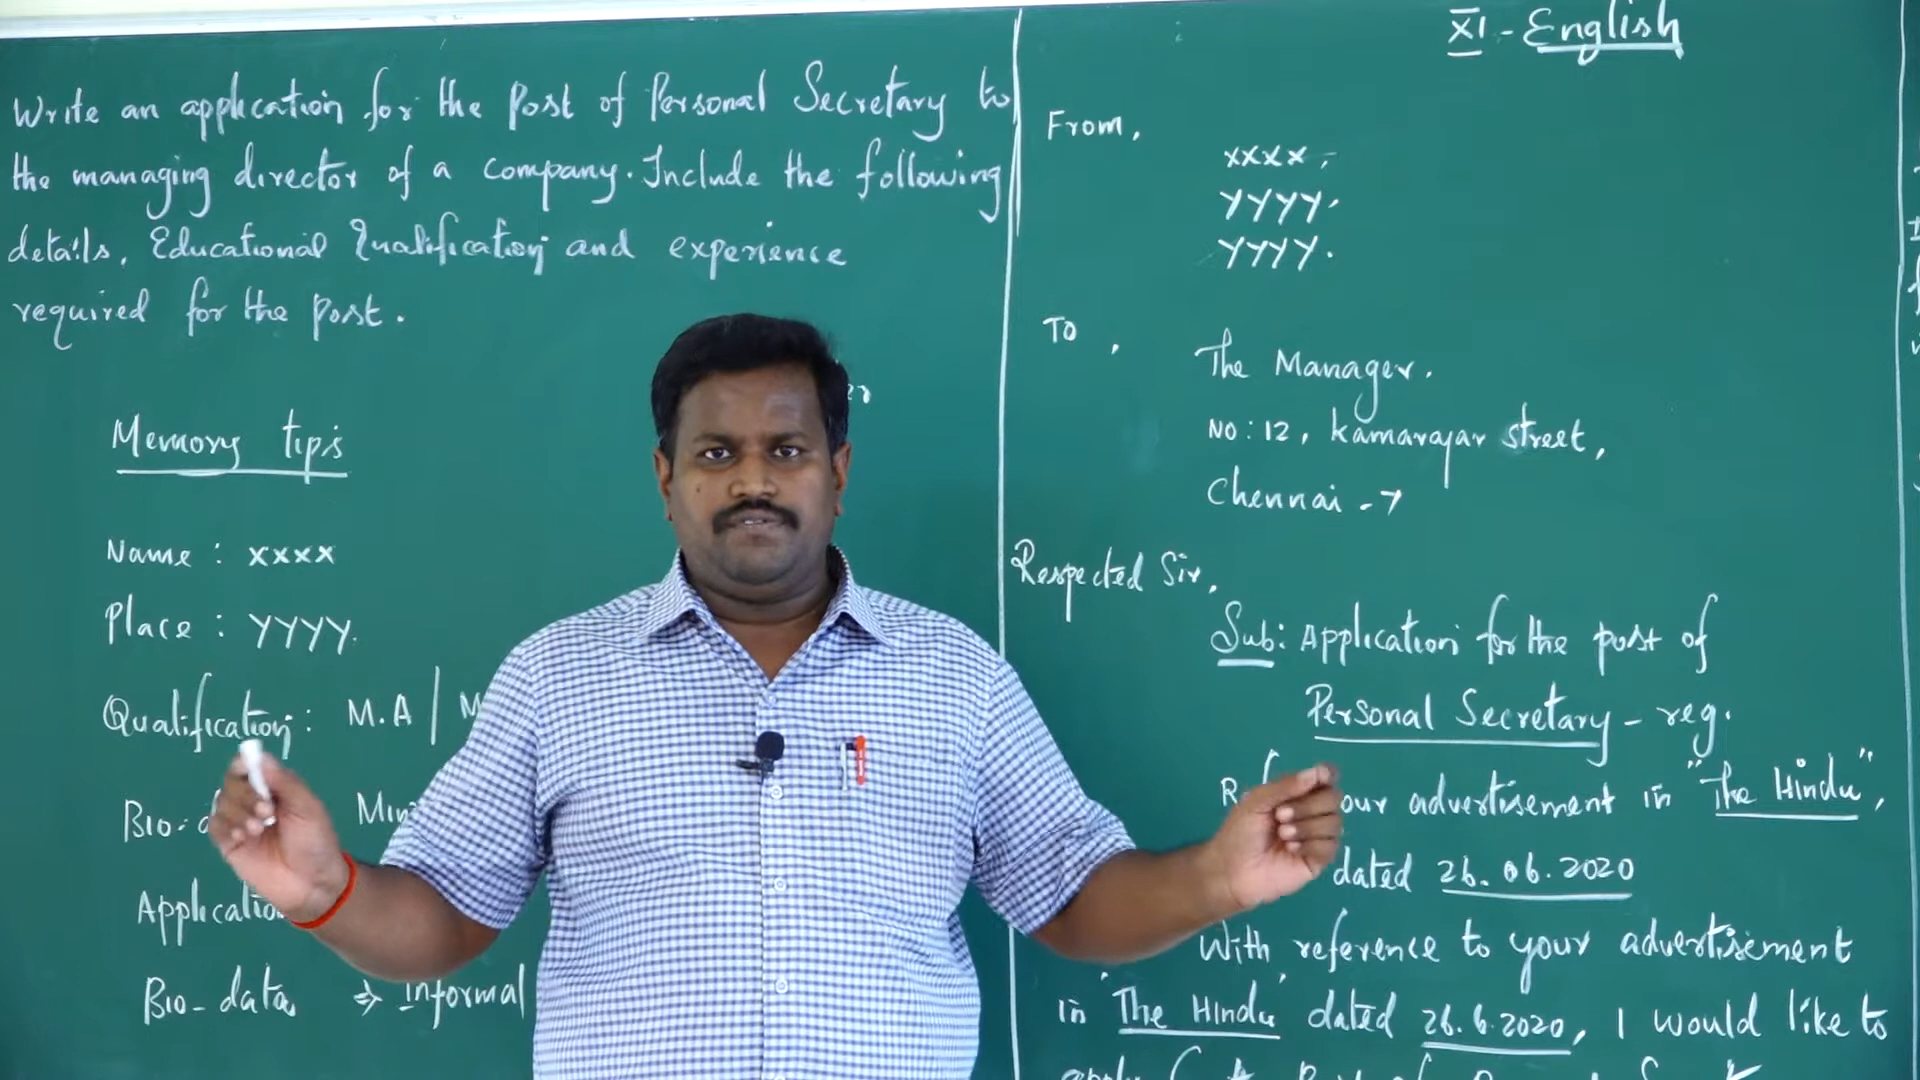 Write an application for the Post of Personal Secretary to
the managing director of a company. Include the following
details, Educational Qualification and experience
required for the post.
Memory tips
Name : xxxx
Place : YYYY.
Qualification : M.A |
Bio-
Application
Bio-data ⇒ Informal
XI - English
From,
xxxx,
YYYY,
YYYY.
To,
The Manager.
No: 12, Kamarajar Street,
Chennai - 7
Respected Sir,
Sub: Application for the post of
Personal Secretary - reg.
our advertisement in "The Hindu",
dated 26.06.2020
With reference to your advertisement
in 'The Hindu' dated 26.6.2020, I would like to
apply